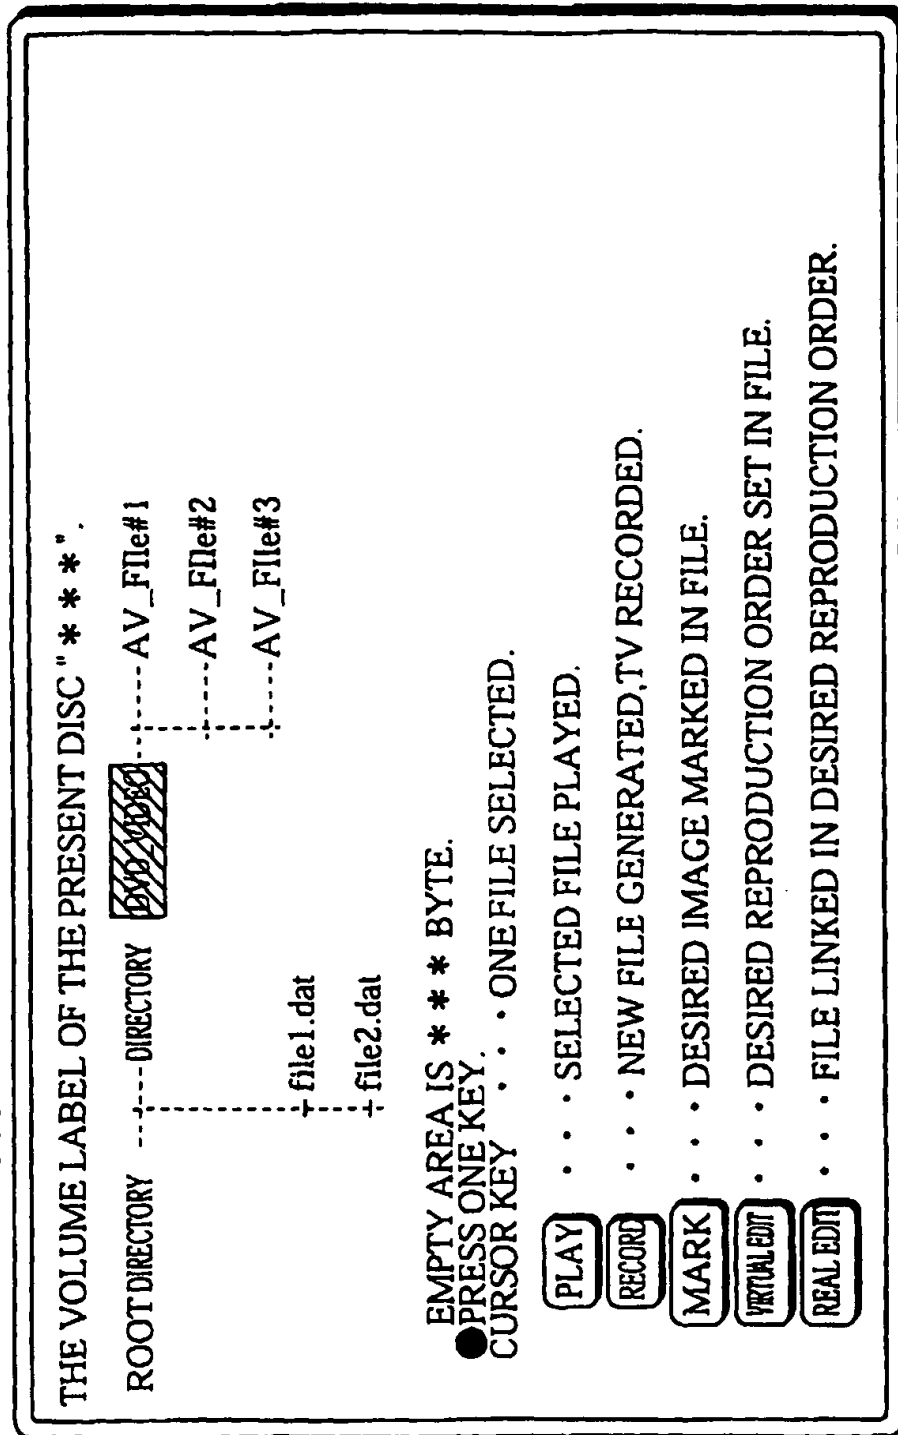 THE VOLUME LABEL OF THE PRESENT DISC "* * *".
ROOT DIRECTORY DIRECTORY DVD_VIDEO AV_FIle#1
AV_FIle#2
file1.dat AV_FIle#3
file2.dat
EMPTY AREA IS * * * BYTE.
●PRESS ONE KEY.
CURSOR KEY · · · ONE FILE SELECTED.
PLAY · · · SELECTED FILE PLAYED.
RECORD · · · NEW FILE GENERATED,TV RECORDED.
MARK · · · DESIRED IMAGE MARKED IN FILE.
VIRTUAL EDIT · · · DESIRED REPRODUCTION ORDER SET IN FILE.
REAL EDIT · · · FILE LINKED IN DESIRED REPRODUCTION ORDER.